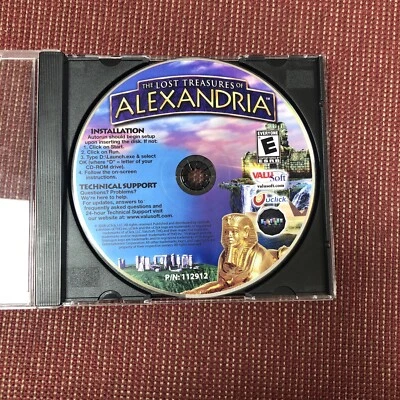 THE LOST TREASURES OF
ALEXANDRIA
INSTALLATION
Autorun should begin setup
upon inserting the disk. If not:
1. Click on Start.
2. Click on Run.
3. Type D:\Launch.exe & select
OK (where "D" = letter of your
CD-ROM drive).
4. Follow the on-screen
instructions.
TECHNICAL SUPPORT
Questions? Problems?
We're here to help.
For updates, answers to
frequently asked questions and
24-hour Technical Support visit
our website at: www.valusoft.com.
EVERYONE
E
VALU
Soft
valusoft.com
uclick
P/N: 112912